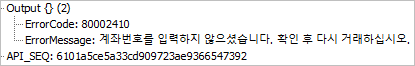 Output {} (2)
ErrorCode: 80002410
ErrorMessage: 계좌번호를 입력하지 않으셨습니다. 확인 후 다시 거래하십시오.
API_SEQ: 6101a5ce5a33cd909723ae9366547392